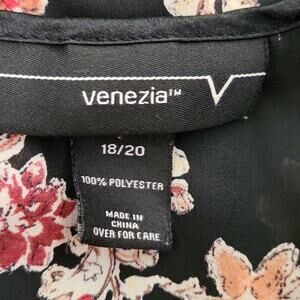 venezia™
18/20
100% POLYESTER
MADE IN
CHINA
OVER FOR CARE